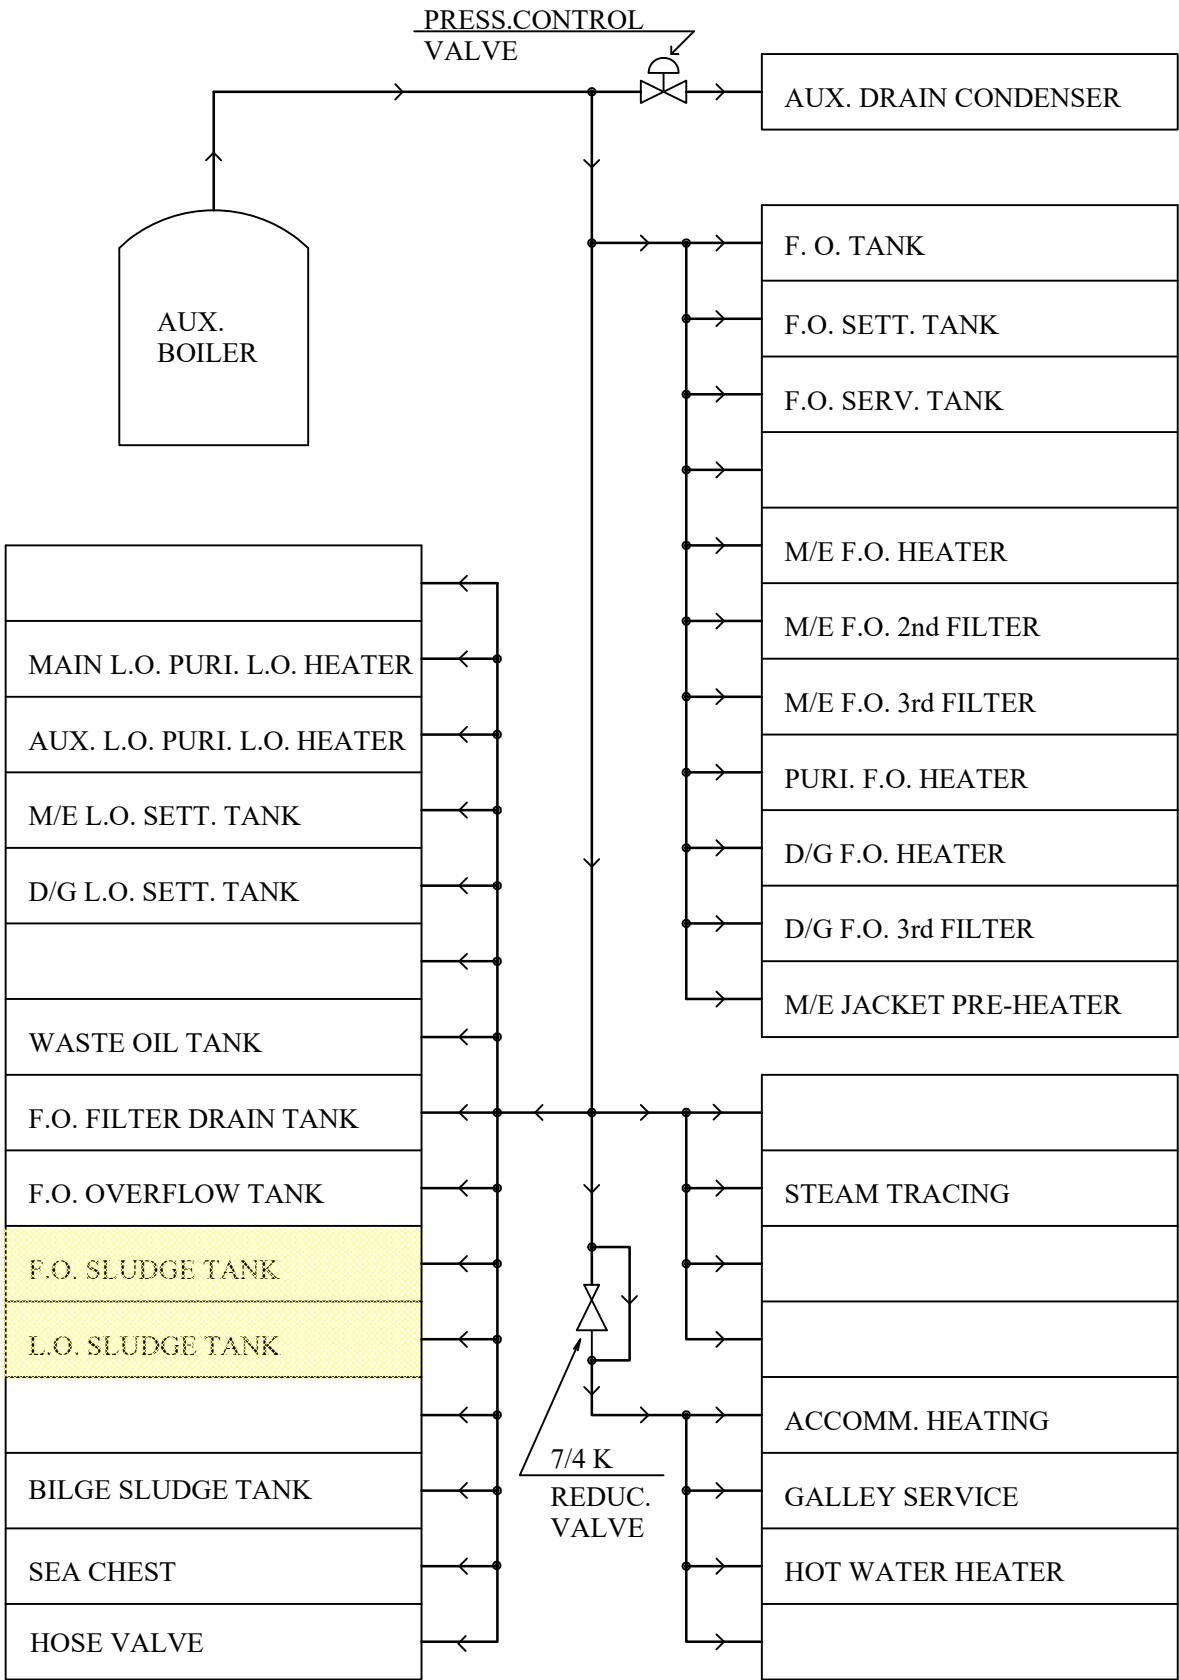 PRESS.CONTROL
VALVE
AUX. DRAIN CONDENSER
AUX.
BOILER
F. O. TANK
F.O. SETT. TANK
F.O. SERV. TANK
M/E F.O. HEATER
M/E F.O. 2nd FILTER
M/E F.O. 3rd FILTER
PURI. F.O. HEATER
D/G F.O. HEATER
D/G F.O. 3rd FILTER
M/E JACKET PRE-HEATER
MAIN L.O. PURI. L.O. HEATER
AUX. L.O. PURI. L.O. HEATER
M/E L.O. SETT. TANK
D/G L.O. SETT. TANK
WASTE OIL TANK
F.O. FILTER DRAIN TANK
F.O. OVERFLOW TANK
F.O. SLUDGE TANK
L.O. SLUDGE TANK
BILGE SLUDGE TANK
SEA CHEST
HOSE VALVE
7/4 K
REDUC.
VALVE
STEAM TRACING
ACCOMM. HEATING
GALLEY SERVICE
HOT WATER HEATER